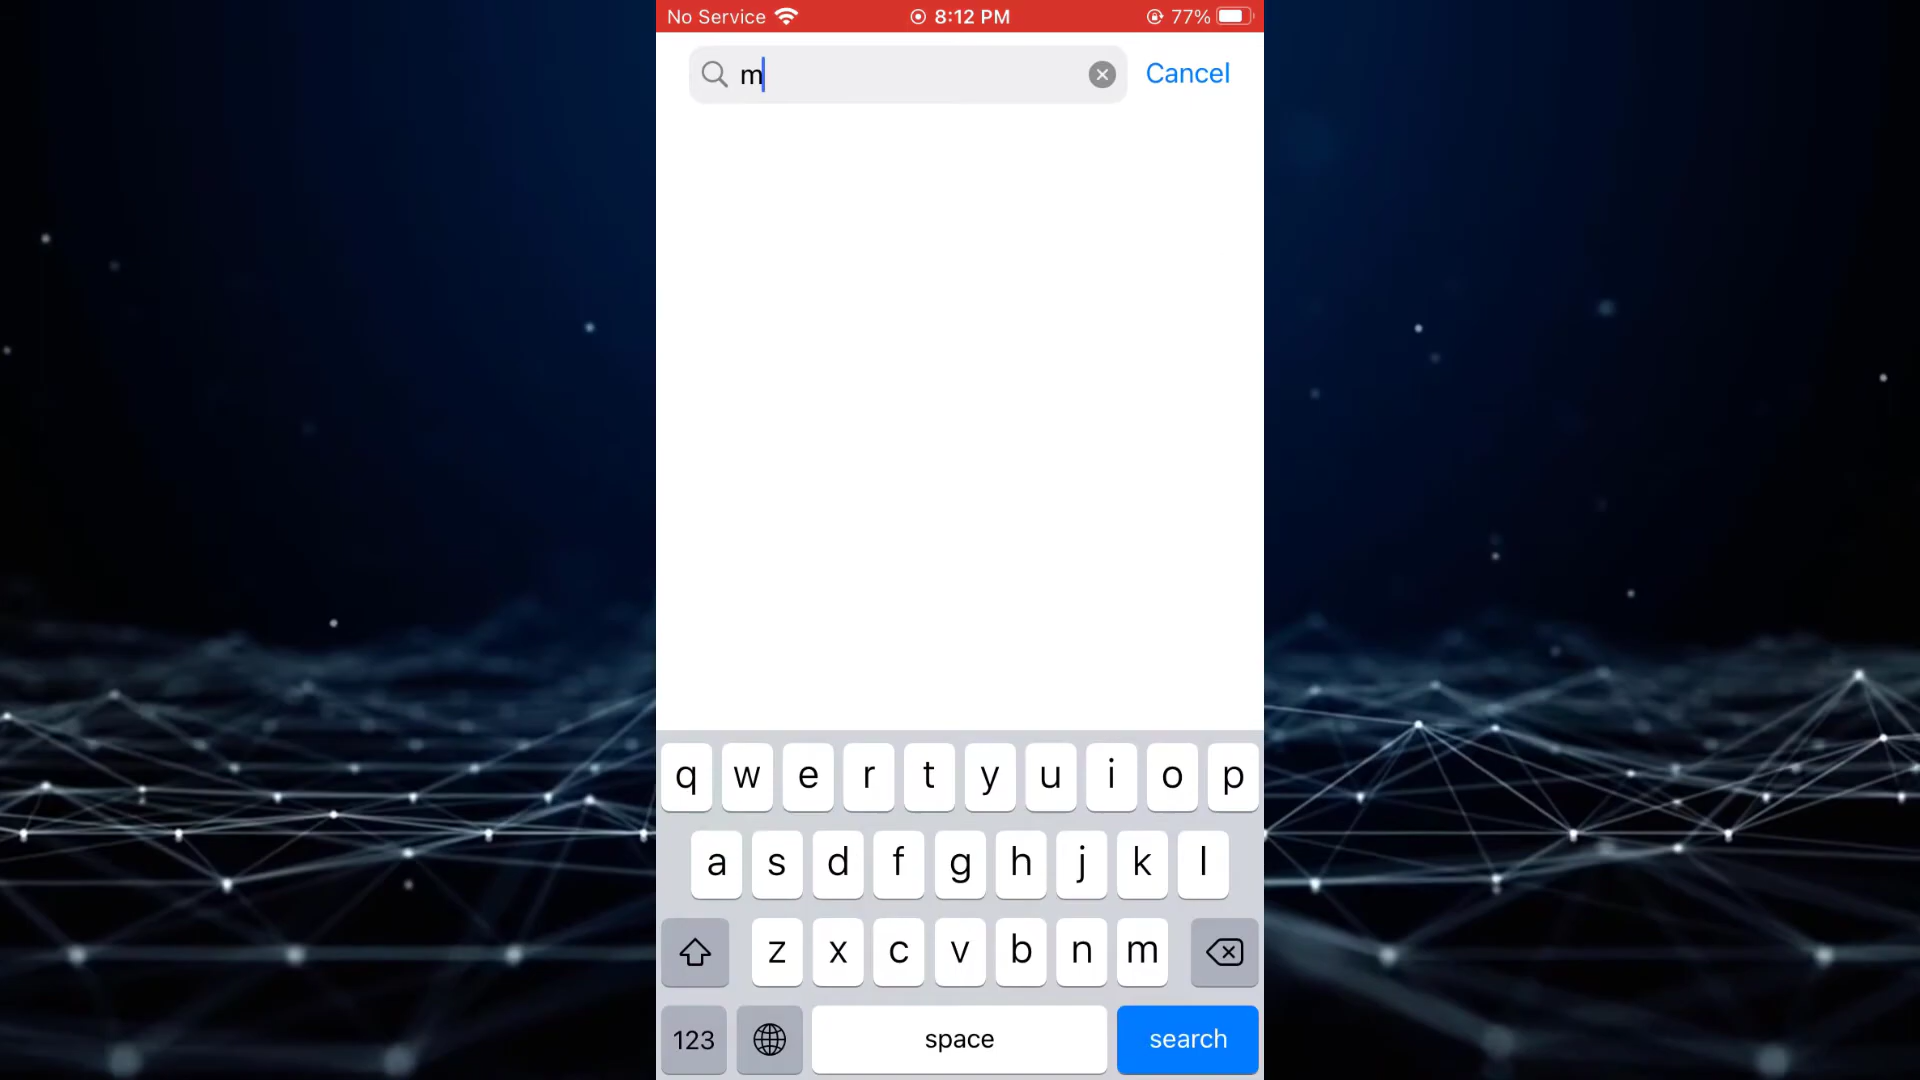 No Service 8:12 PM 77%
m Cancel
q w e r t y u i o p
a s d f g h j k l
z x c v b n m
123 space search